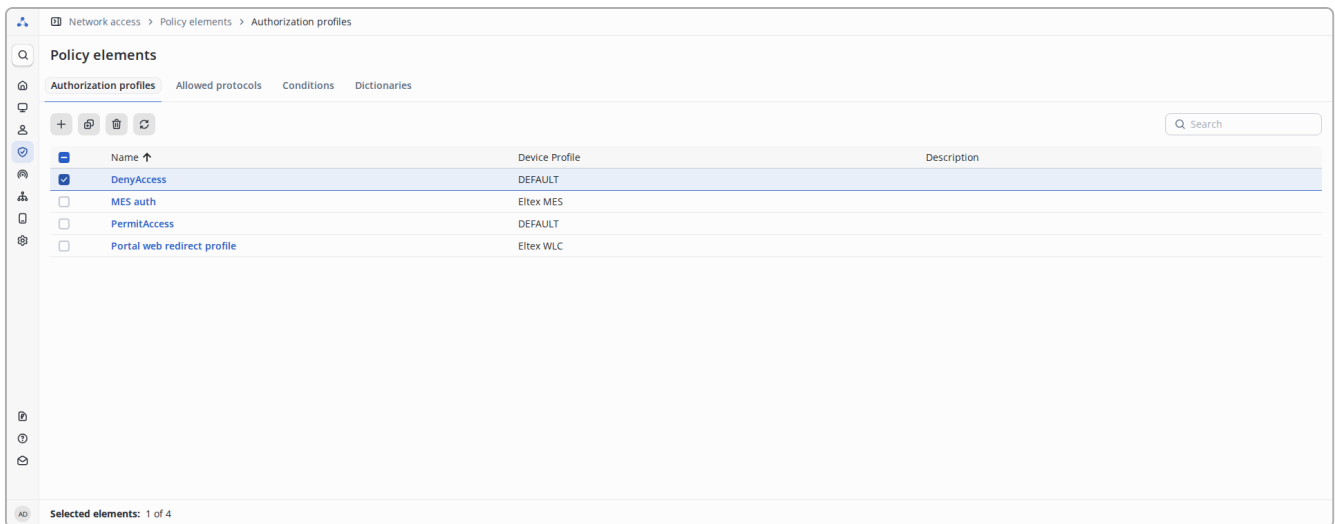 Network access > Policy elements > Authorization profiles
Policy elements
Authorization profiles Allowed protocols Conditions Dictionaries
Search
Name Device Profile Description
DenyAccess DEFAULT
MES auth Eltex MES
PermitAccess DEFAULT
Portal web redirect profile Eltex WLC
AD Selected elements: 1 of 4